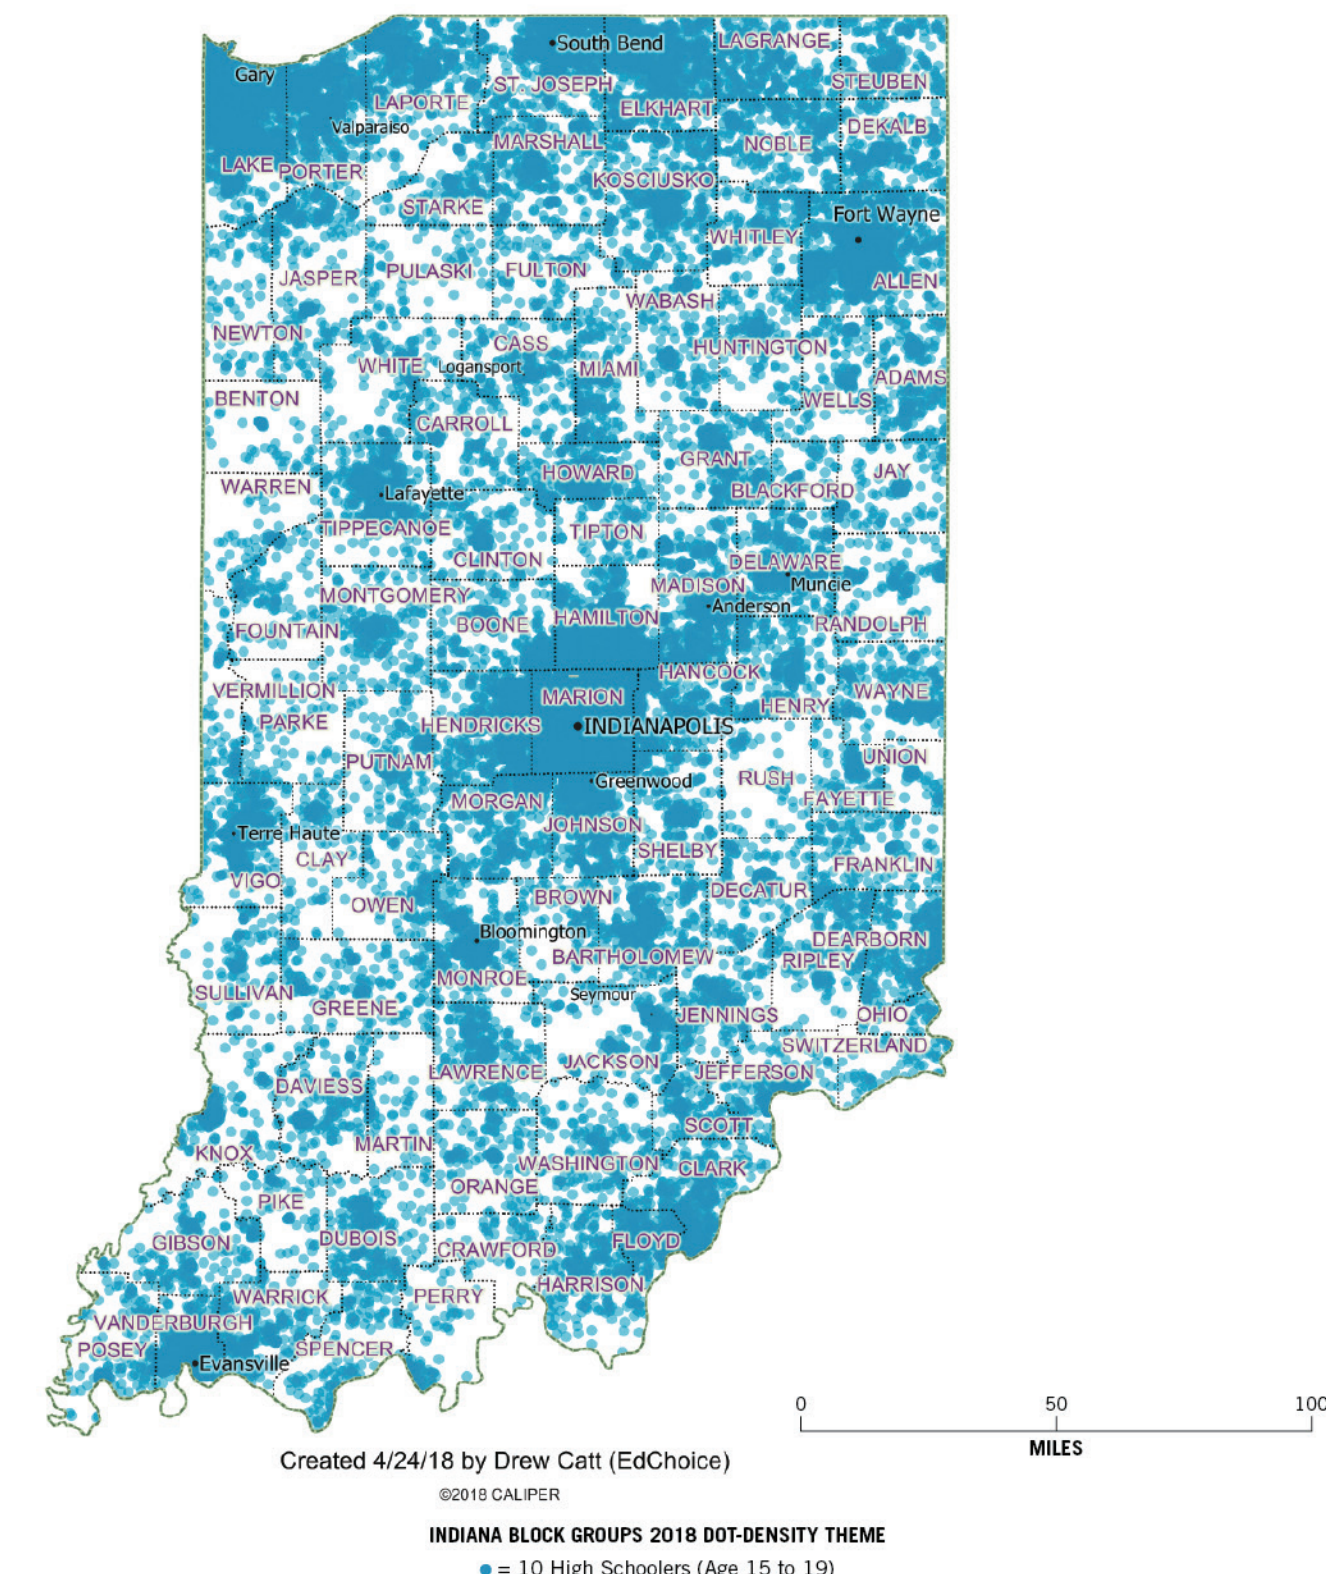 South Bend
LAGRANGE
Gary
ST. JOSEPH
STEUBEN
LAPORTE
ELKHART
Valparaiso
MARSHALL
NOBLE
DEKALB
LAKE
PORTER
KOSCIUSKO
STARKE
Fort Wayne
WHITLEY
JASPER
PULASKI
FULTON
ALLEN
WABASH
NEWTON
CASS
HUNTINGTON
WHITE
Logansport
MIAMI
ADAMS
BENTON
WELLS
CARROLL
GRANT
HOWARD
JAY
WARREN
Lafayette
BLACKFORD
TIPPECANOE
TIPTON
CLINTON
DELAWARE
MADISON
Muncie
MONTGOMERY
Anderson
FOUNTAIN
BOONE
HAMILTON
RANDOLPH
HANCOCK
VERMILLION
MARION
WAYNE
PARKE
HENDRICKS
INDIANAPOLIS
HENRY
PUTNAM
UNION
Greenwood
RUSH
MORGAN
FAYETTE
Terre Haute
JOHNSON
CLAY
SHELBY
FRANKLIN
VIGO
OWEN
BROWN
DECATUR
Bloomington
DEARBORN
BARTHOLOMEW
RIPLEY
MONROE
SULLIVAN
GREENE
Seymour
JENNINGS
OHIO
SWITZERLAND
JACKSON
LAWRENCE
JEFFERSON
DAVIESS
SCOTT
KNOX
MARTIN
WASHINGTON
CLARK
ORANGE
PIKE
GIBSON
DUBOIS
CRAWFORD
FLOYD
HARRISON
WARRICK
PERRY
VANDERBURGH
POSEY
SPENCER
Evansville
0 50 100
MILES
Created 4/24/18 by Drew Catt (EdChoice)
©2018 CALIPER
INDIANA BLOCK GROUPS 2018 DOT-DENSITY THEME
= 10 High Schoolers (Age 15 to 19)